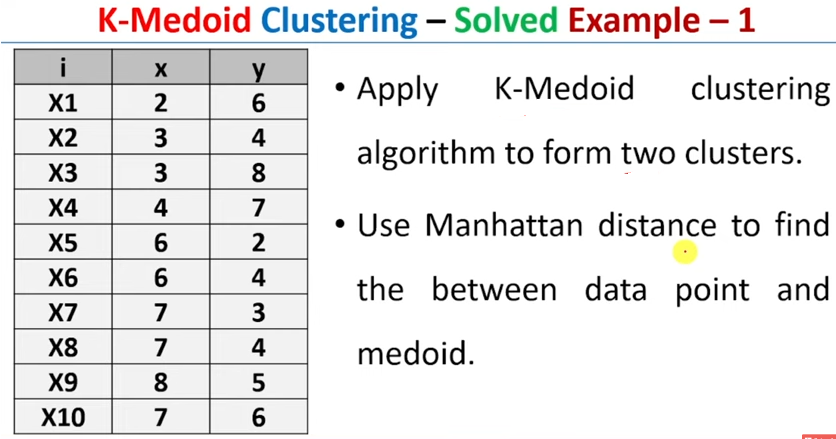 K-Medoid Clustering – Solved Example – 1
i x y
X1 2 6
X2 3 4
X3 3 8
X4 4 7
X5 6 2
X6 6 4
X7 7 3
X8 7 4
X9 8 5
X10 7 6
• Apply K-Medoid clustering
algorithm to form two clusters.
• Use Manhattan distance to find
the between data point and
medoid.